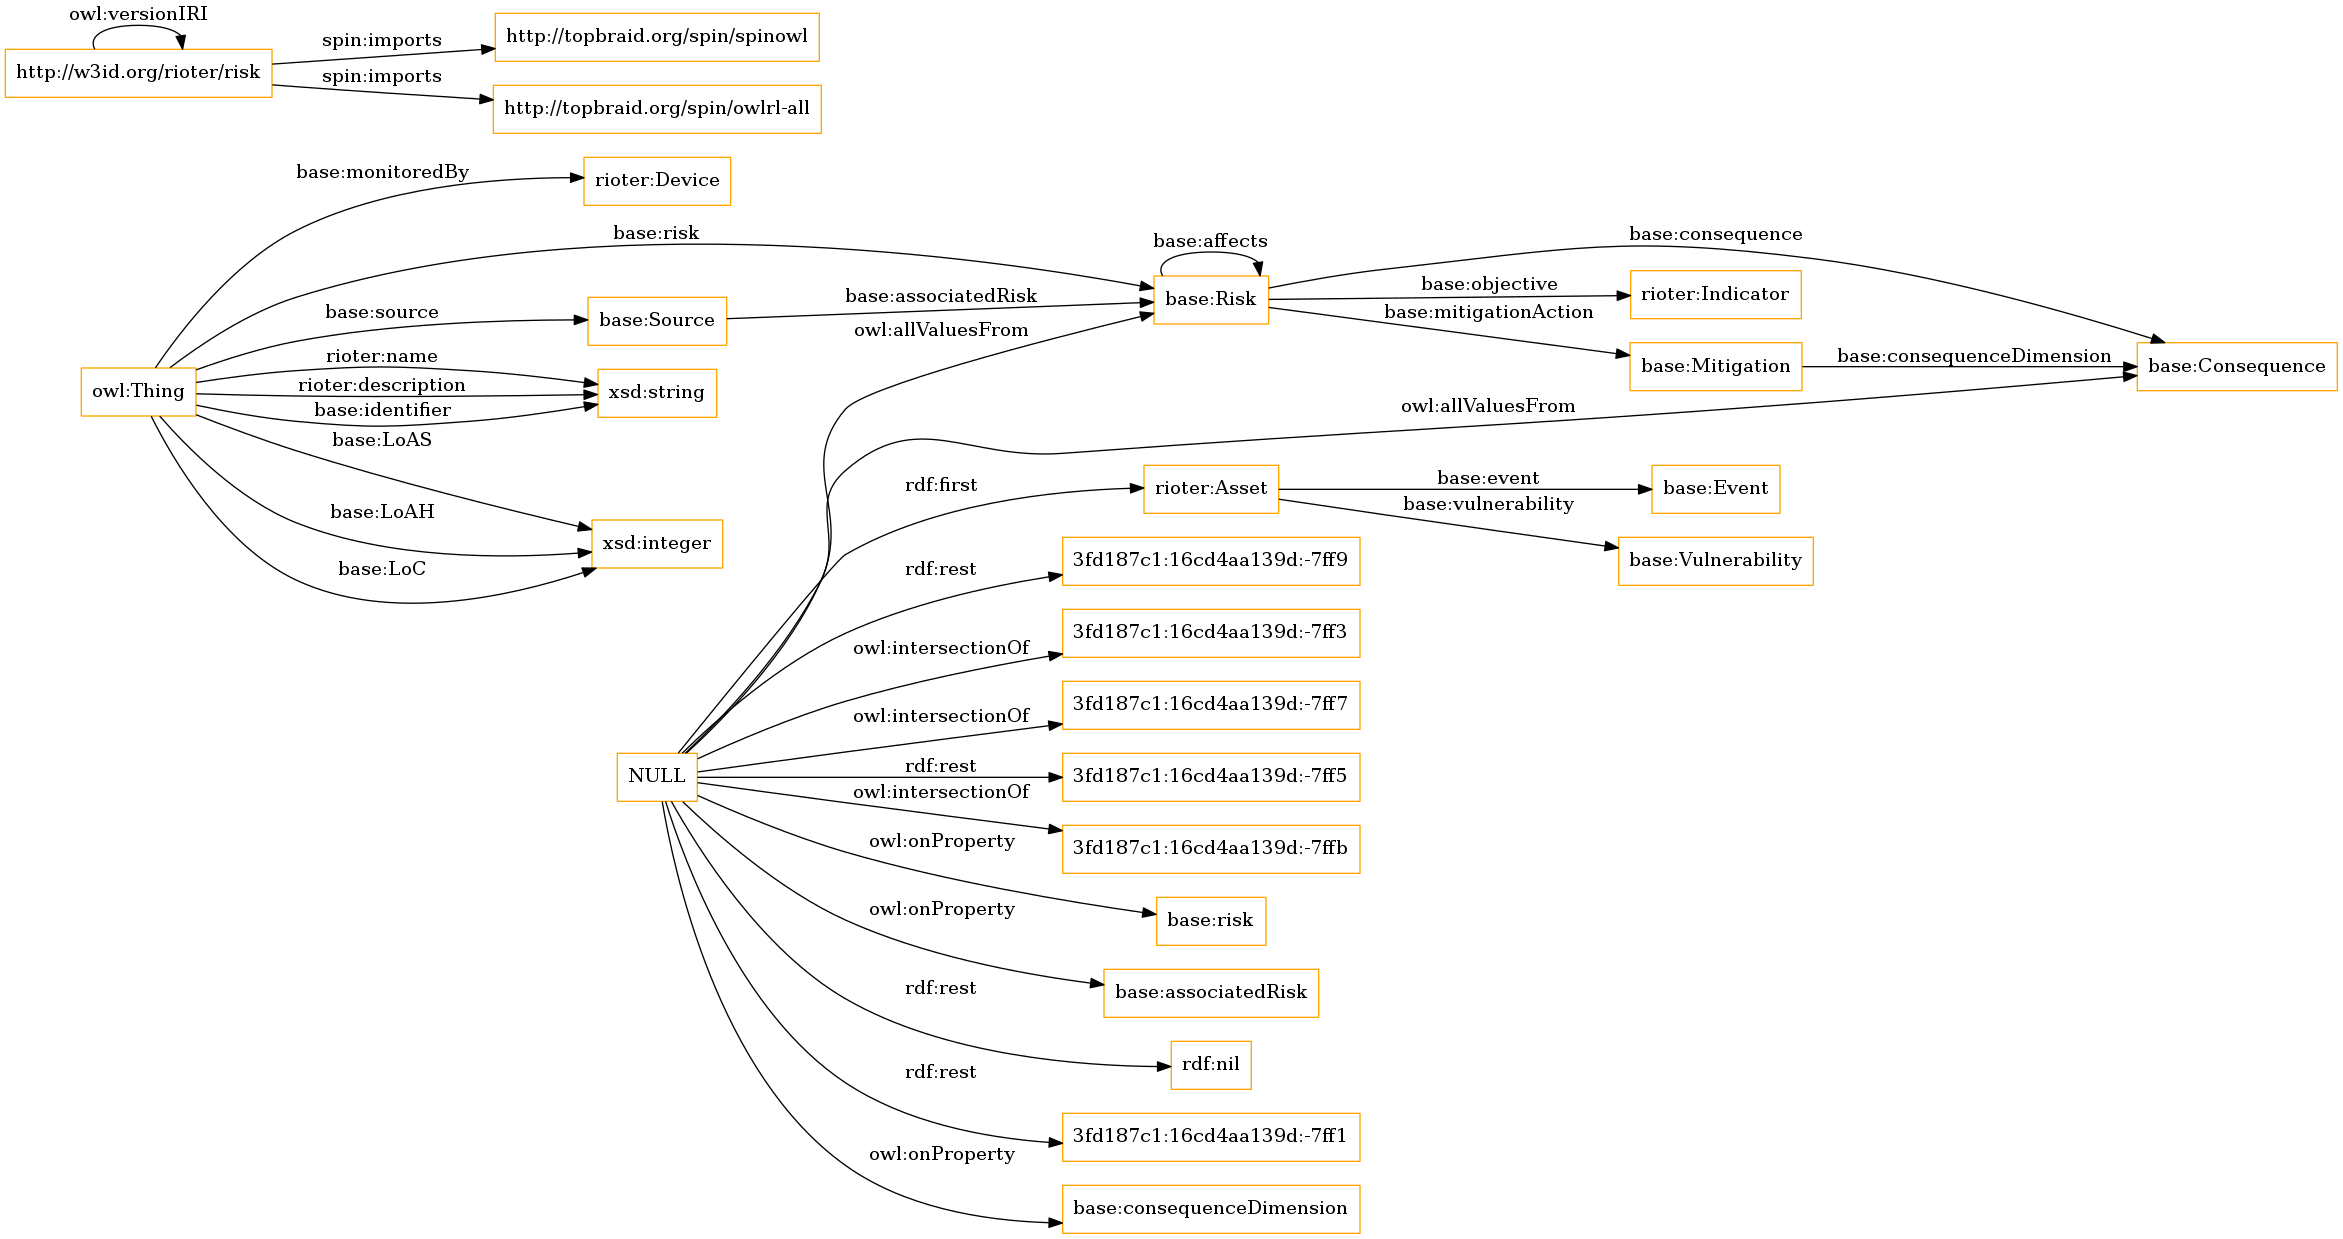 owl:versionIRI
http://w3id.org/rioter/risk
spin:imports
http://topbraid.org/spin/spinowl
spin:imports
http://topbraid.org/spin/owlrl-all
base:monitoredBy
rioter:Device
base:risk
base:source
base:Source
base:associatedRisk
base:affects
base:Risk
base:consequence
base:objective
rioter:Indicator
base:mitigationAction
base:Mitigation
base:consequenceDimension
base:Consequence
owl:allValuesFrom
owl:allValuesFrom
owl:Thing
rioter:name
rioter:description
base:identifier
xsd:string
base:LoAS
base:LoAH
base:LoC
xsd:integer
rdf:first
rioter:Asset
base:event
base:Event
base:vulnerability
base:Vulnerability
NULL
rdf:rest
3fd187c1:16cd4aa139d:-7ff9
owl:intersectionOf
3fd187c1:16cd4aa139d:-7ff3
owl:intersectionOf
3fd187c1:16cd4aa139d:-7ff7
rdf:rest
3fd187c1:16cd4aa139d:-7ff5
owl:intersectionOf
3fd187c1:16cd4aa139d:-7ffb
owl:onProperty
base:risk
owl:onProperty
base:associatedRisk
rdf:rest
rdf:nil
rdf:rest
3fd187c1:16cd4aa139d:-7ff1
owl:onProperty
base:consequenceDimension